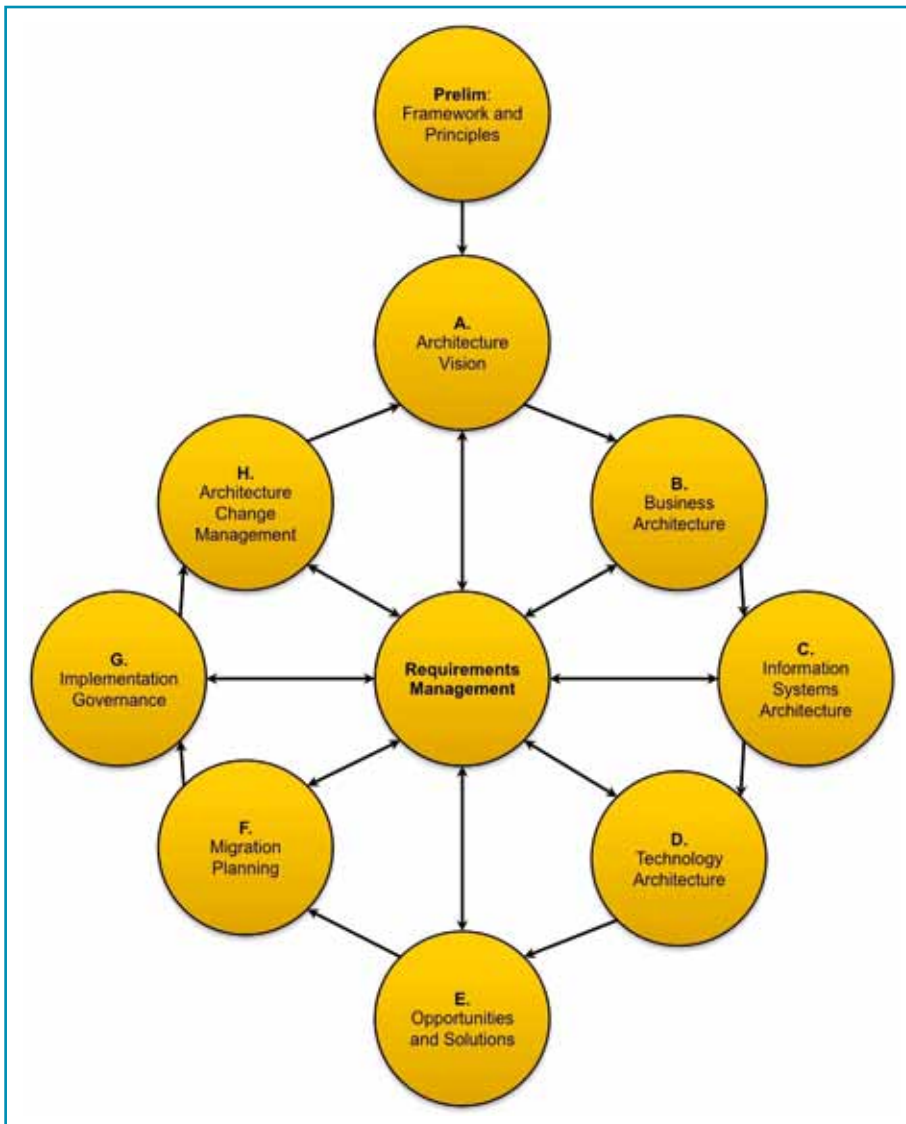 Prelim:
Framework and
Principles
A.
Architecture
Vision
H.
Architecture
Change
Management
B.
Business
Architecture
G.
Implementation
Governance
Requirements
Management
C.
Information
Systems
Architecture
F.
Migration
Planning
D.
Technology
Architecture
E.
Opportunities
and Solutions